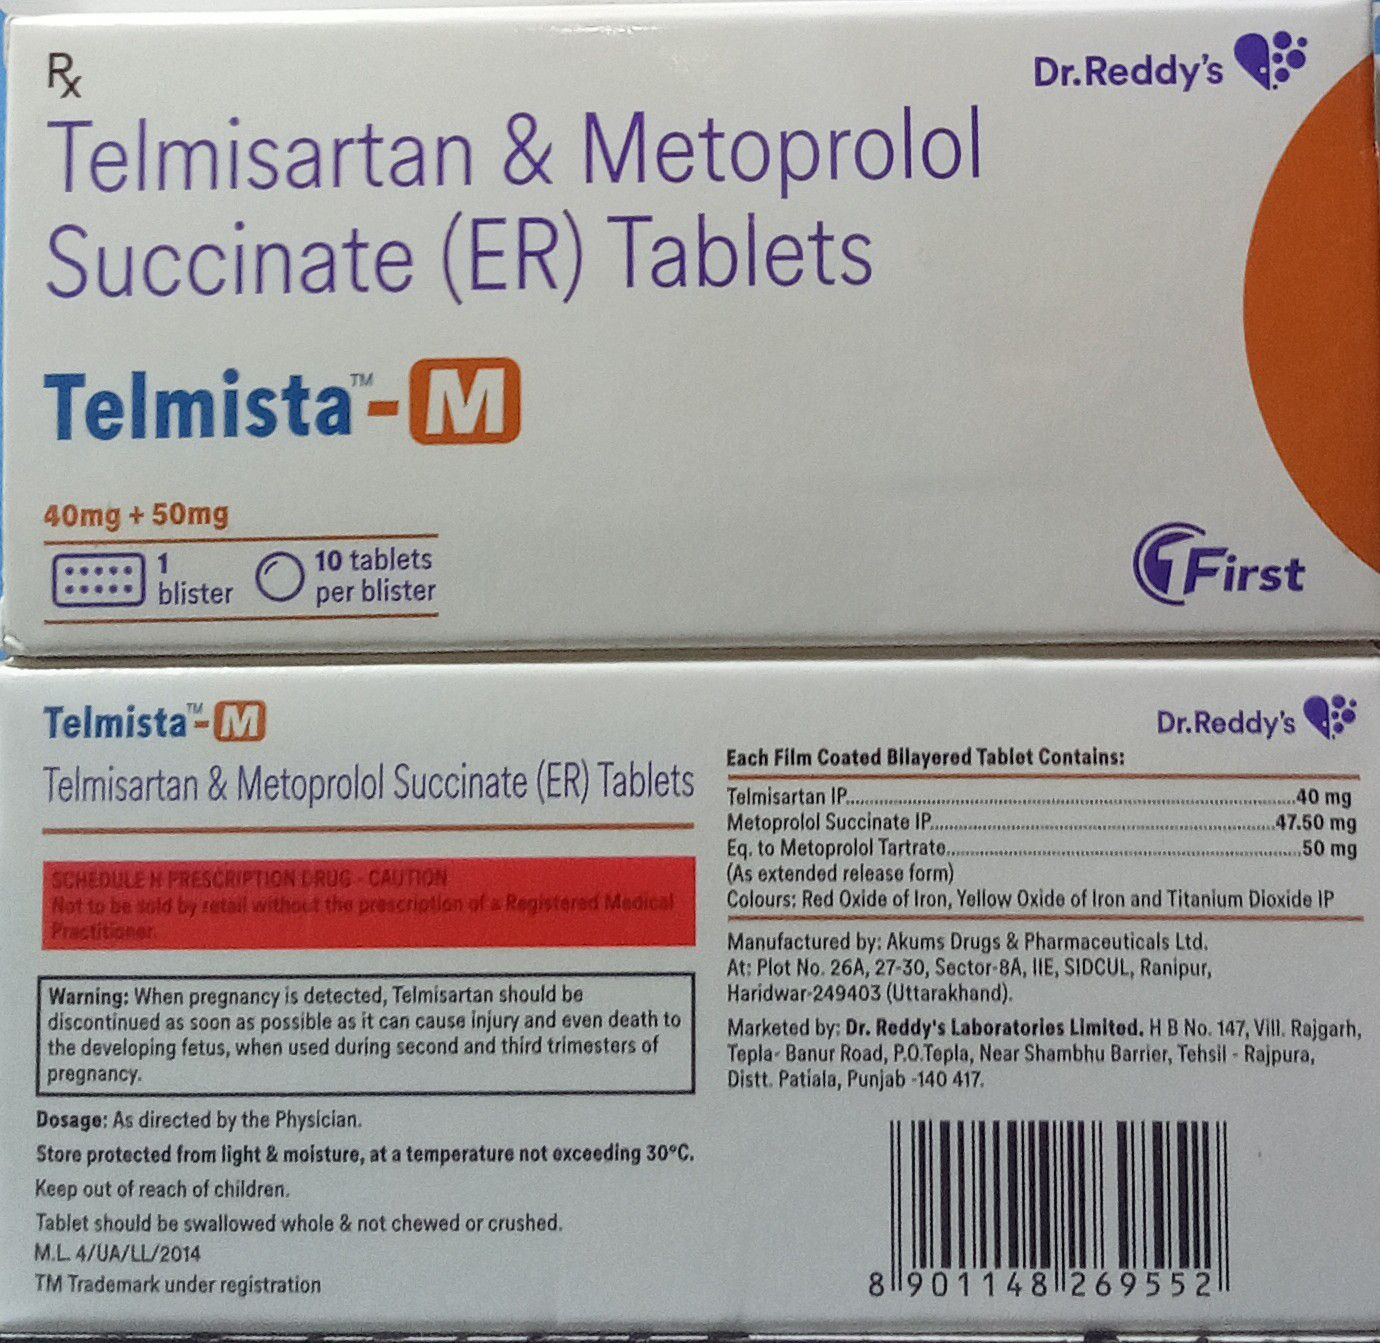 Rx
Dr.Reddy's
Telmisartan & Metoprolol
Succinate (ER) Tablets
Telmista™-M
40mg + 50mg
1
blister
10 tablets
per blister
1First
Telmista™-M
Telmisartan & Metoprolol Succinate (ER) Tablets
SCHEDULE H PRESCRIPTION DRUG - CAUTION
Not to be sold by retail without the prescription of a Registered Medical
Practitioner.
Warning: When pregnancy is detected, Telmisartan should be
discontinued as soon as possible as it can cause injury and even death to
the developing fetus, when used during second and third trimesters of
pregnancy.
Dosage: As directed by the Physician.
Store protected from light & moisture, at a temperature not exceeding 30°C.
Keep out of reach of children.
Tablet should be swallowed whole & not chewed or crushed.
M.L. 4/UA/LL/2014
TM Trademark under registration
Dr.Reddy's
Each Film Coated Bilayered Tablet Contains:
Telmisartan IP..........40 mg
Metoprolol Succinate IP..........47.50 mg
Eq. to Metoprolol Tartrate..........50 mg
(As extended release form)
Colours: Red Oxide of Iron, Yellow Oxide of Iron and Titanium Dioxide IP
Manufactured by: Akums Drugs & Pharmaceuticals Ltd.
At: Plot No. 26A, 27-30, Sector-8A, IIE, SIDCUL, Ranipur,
Haridwar-249403 (Uttarakhand).
Marketed by: Dr. Reddy's Laboratories Limited. H B No. 147, Vill. Rajgarh,
Tepla- Banur Road, P.O.Tepla, Near Shambhu Barrier, Tehsil - Rajpura,
Distt. Patiala, Punjab -140 417.
8 901148 269552